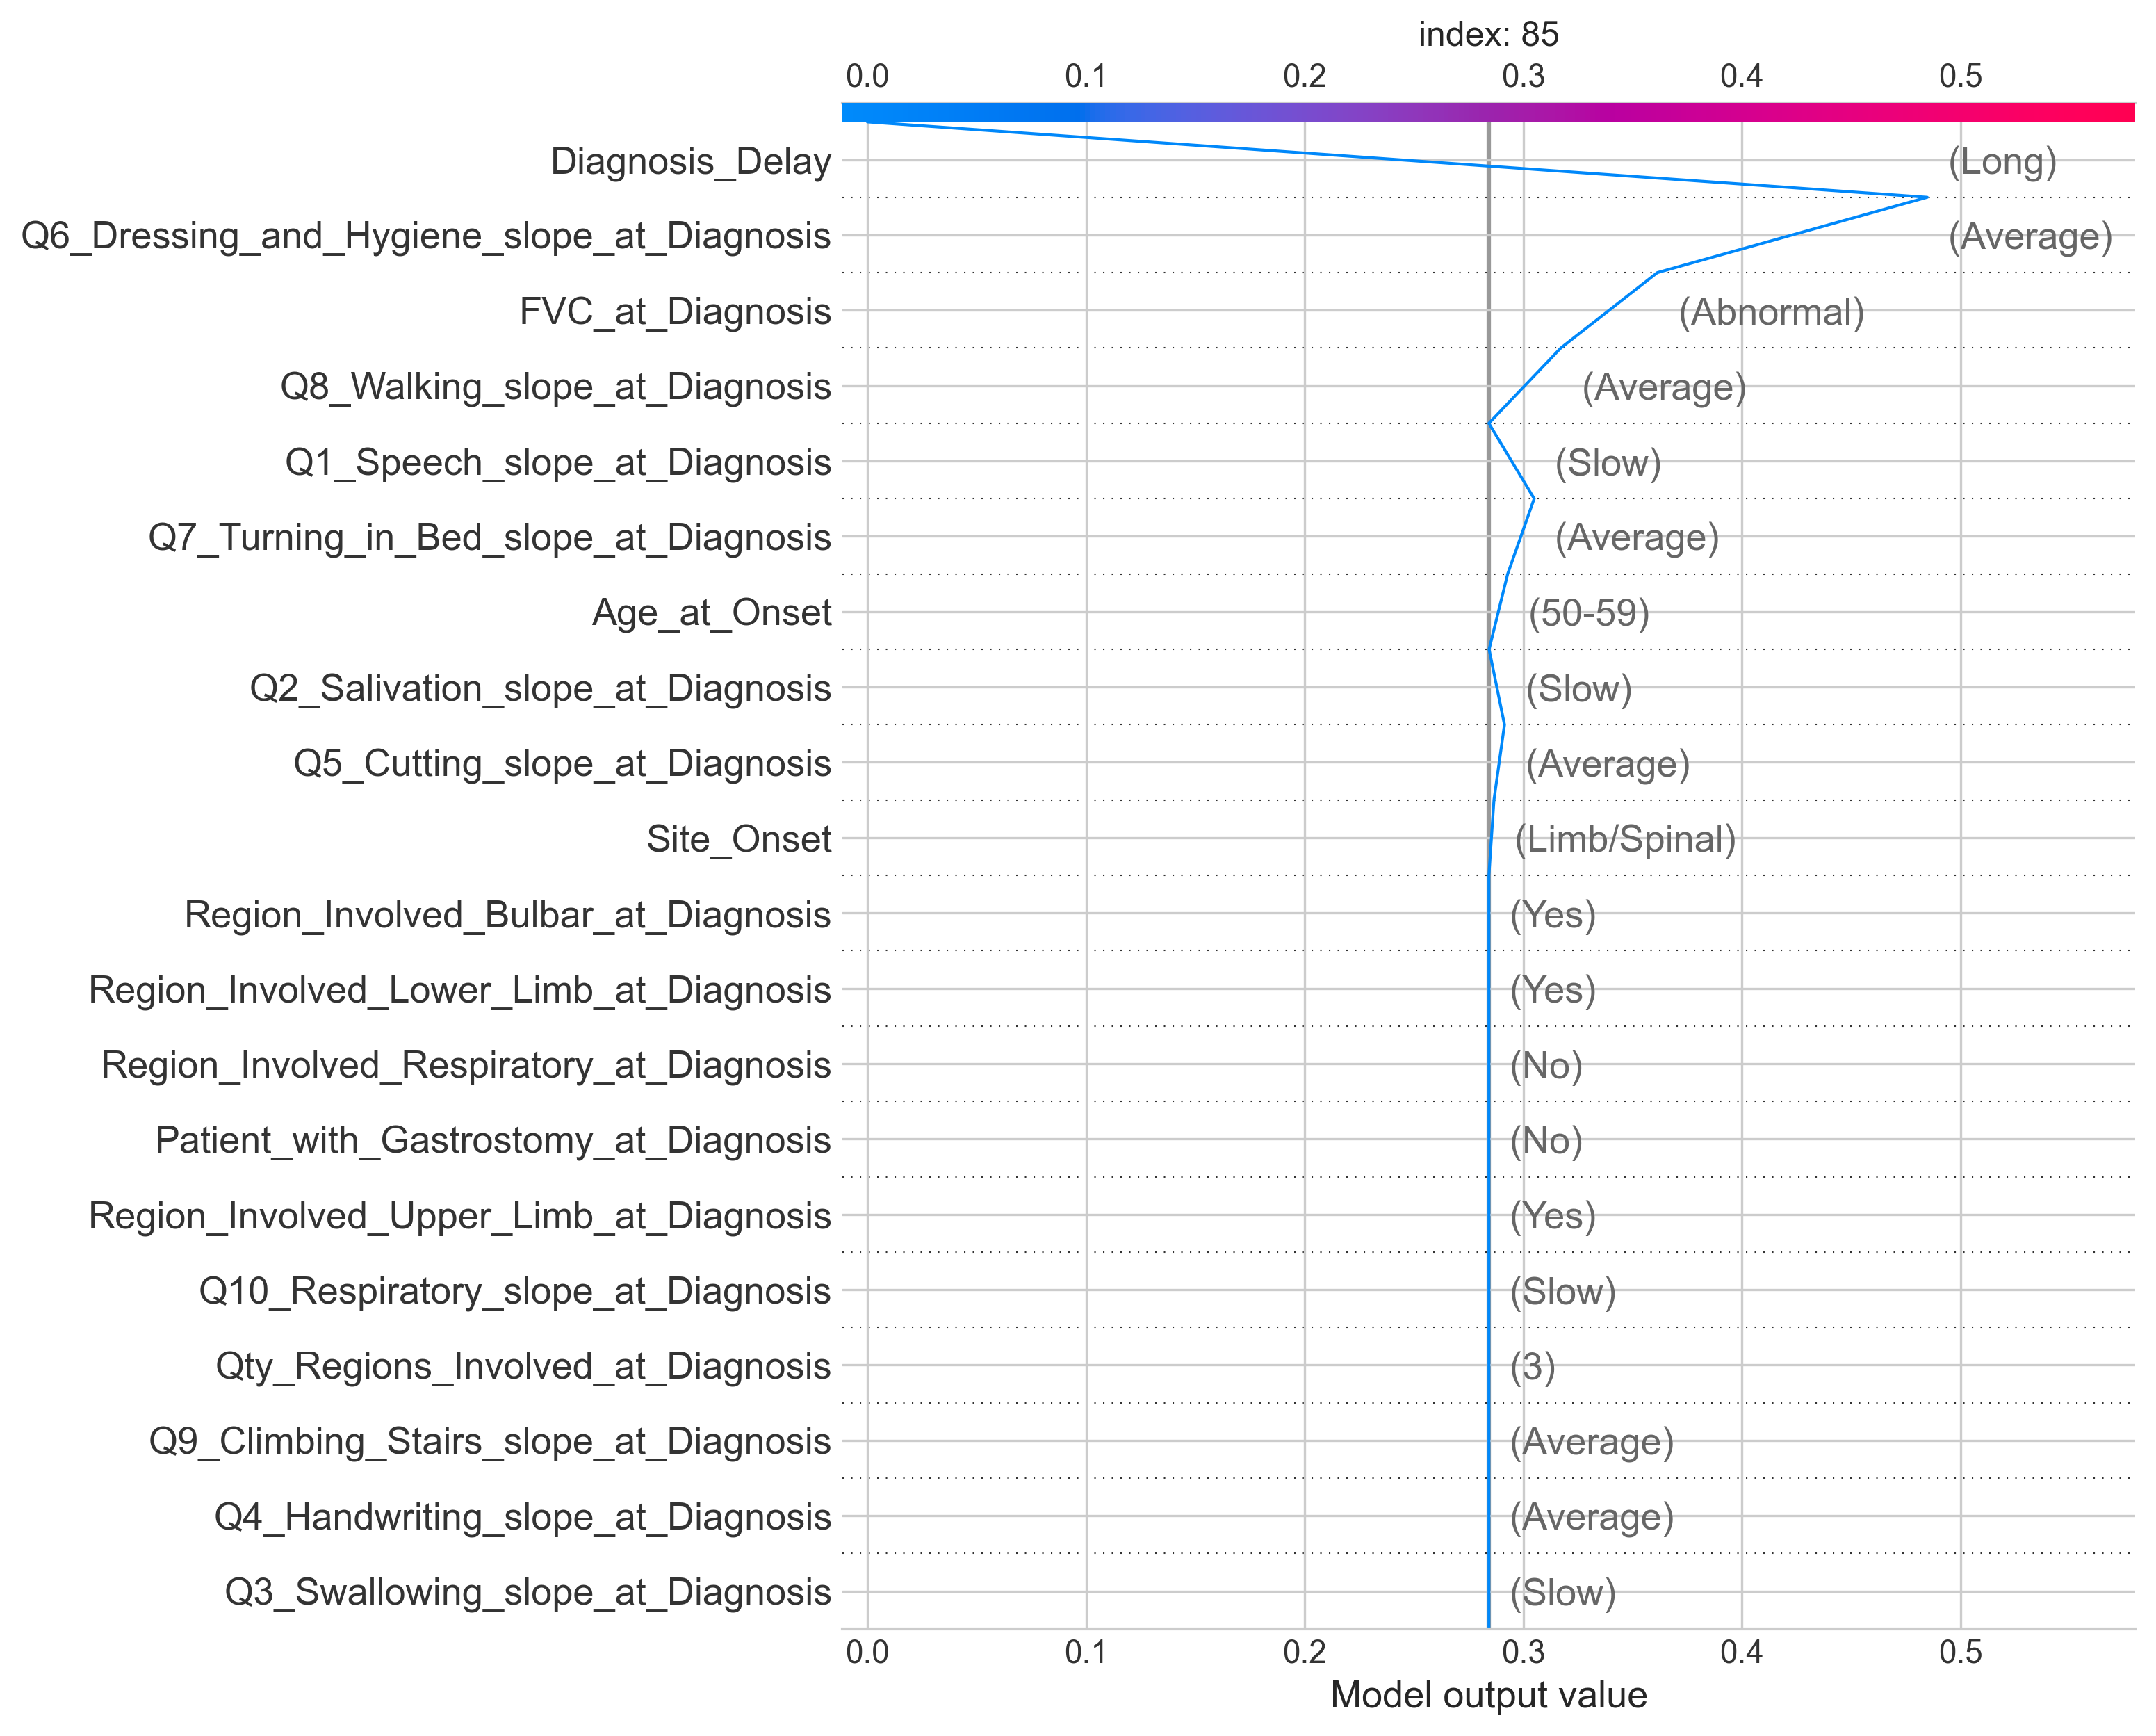 index: 85
0.0 0.1 0.2 0.3 0.4 0.5
Diagnosis_Delay (Long)
Q6_Dressing_and_Hygiene_slope_at_Diagnosis (Average)
FVC_at_Diagnosis (Abnormal)
Q8_Walking_slope_at_Diagnosis (Average)
Q1_Speech_slope_at_Diagnosis (Slow)
Q7_Turning_in_Bed_slope_at_Diagnosis (Average)
Age_at_Onset (50-59)
Q2_Salivation_slope_at_Diagnosis (Slow)
Q5_Cutting_slope_at_Diagnosis (Average)
Site_Onset (Limb/Spinal)
Region_Involved_Bulbar_at_Diagnosis (Yes)
Region_Involved_Lower_Limb_at_Diagnosis (Yes)
Region_Involved_Respiratory_at_Diagnosis (No)
Patient_with_Gastrostomy_at_Diagnosis (No)
Region_Involved_Upper_Limb_at_Diagnosis (Yes)
Q10_Respiratory_slope_at_Diagnosis (Slow)
Qty_Regions_Involved_at_Diagnosis (3)
Q9_Climbing_Stairs_slope_at_Diagnosis (Average)
Q4_Handwriting_slope_at_Diagnosis (Average)
Q3_Swallowing_slope_at_Diagnosis (Slow)
0.0 0.1 0.2 0.3 0.4 0.5
Model output value